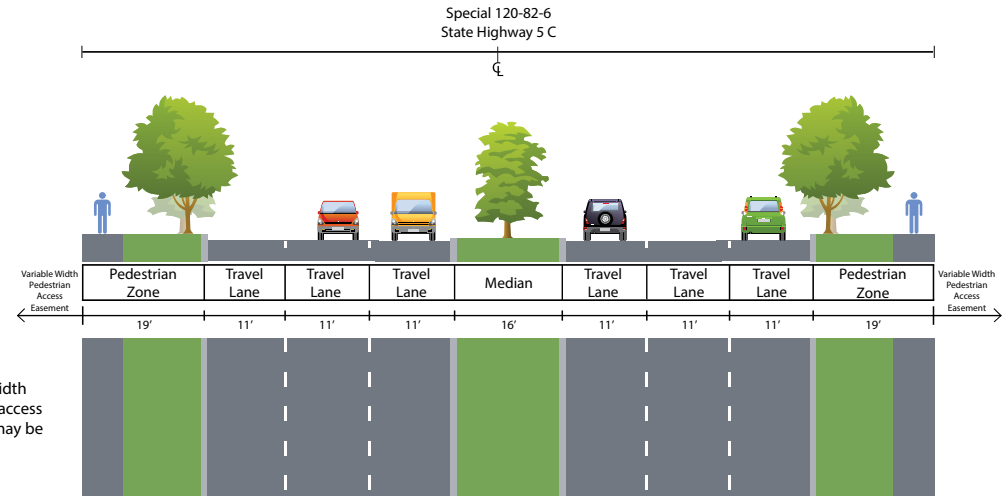 Special 120-82-6
State Highway 5 C
℄
Variable Width
Pedestrian
Access
Easement
Pedestrian
Zone
Travel
Lane
Travel
Lane
Travel
Lane
Median
Travel
Lane
Travel
Lane
Travel
Lane
Pedestrian
Zone
Variable Width
Pedestrian
Access
Easement
19’
11’
11’
11’
16’
11’
11’
11’
19’
access
may be